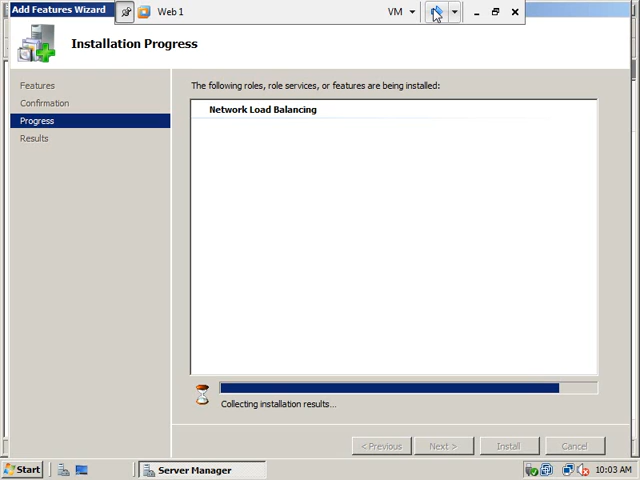 Add Features Wizard
Web 1
VM
Installation Progress
Features
Confirmation
Progress
Results
The following roles, role services, or features are being installed:
Network Load Balancing
Collecting installation results...
< Previous
Next >
Install
Cancel
Start
Server Manager
10:03 AM